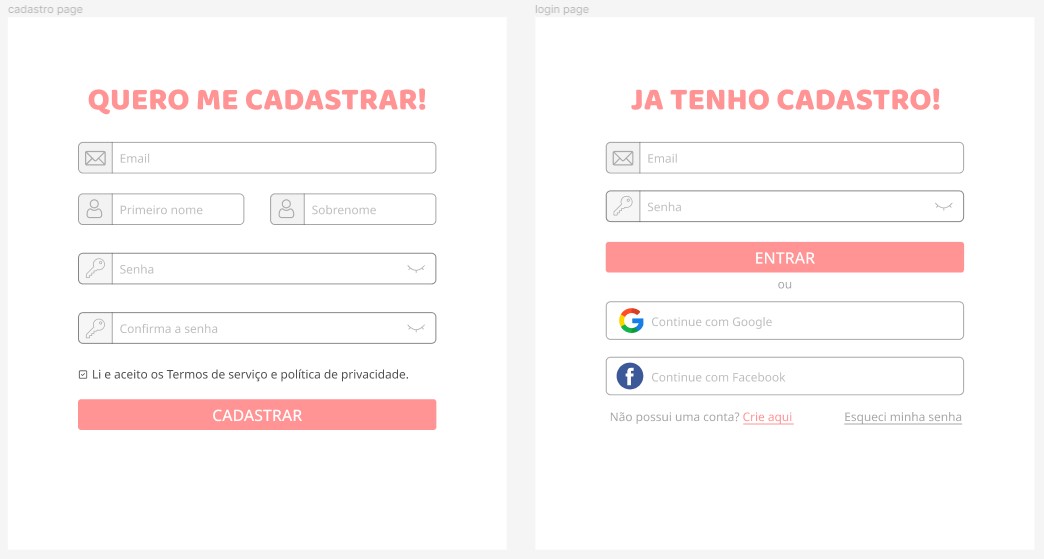 cadastro page
QUERO ME CADASTRAR!
Email
Primeiro nome
Sobrenome
Senha
Confirma a senha
Li e aceito os Termos de serviço e política de privacidade.
CADASTRAR
login page
JA TENHO CADASTRO!
Email
Senha
ENTRAR
ou
Continue com Google
Continue com Facebook
Não possui uma conta? Crie aqui
Esqueci minha senha